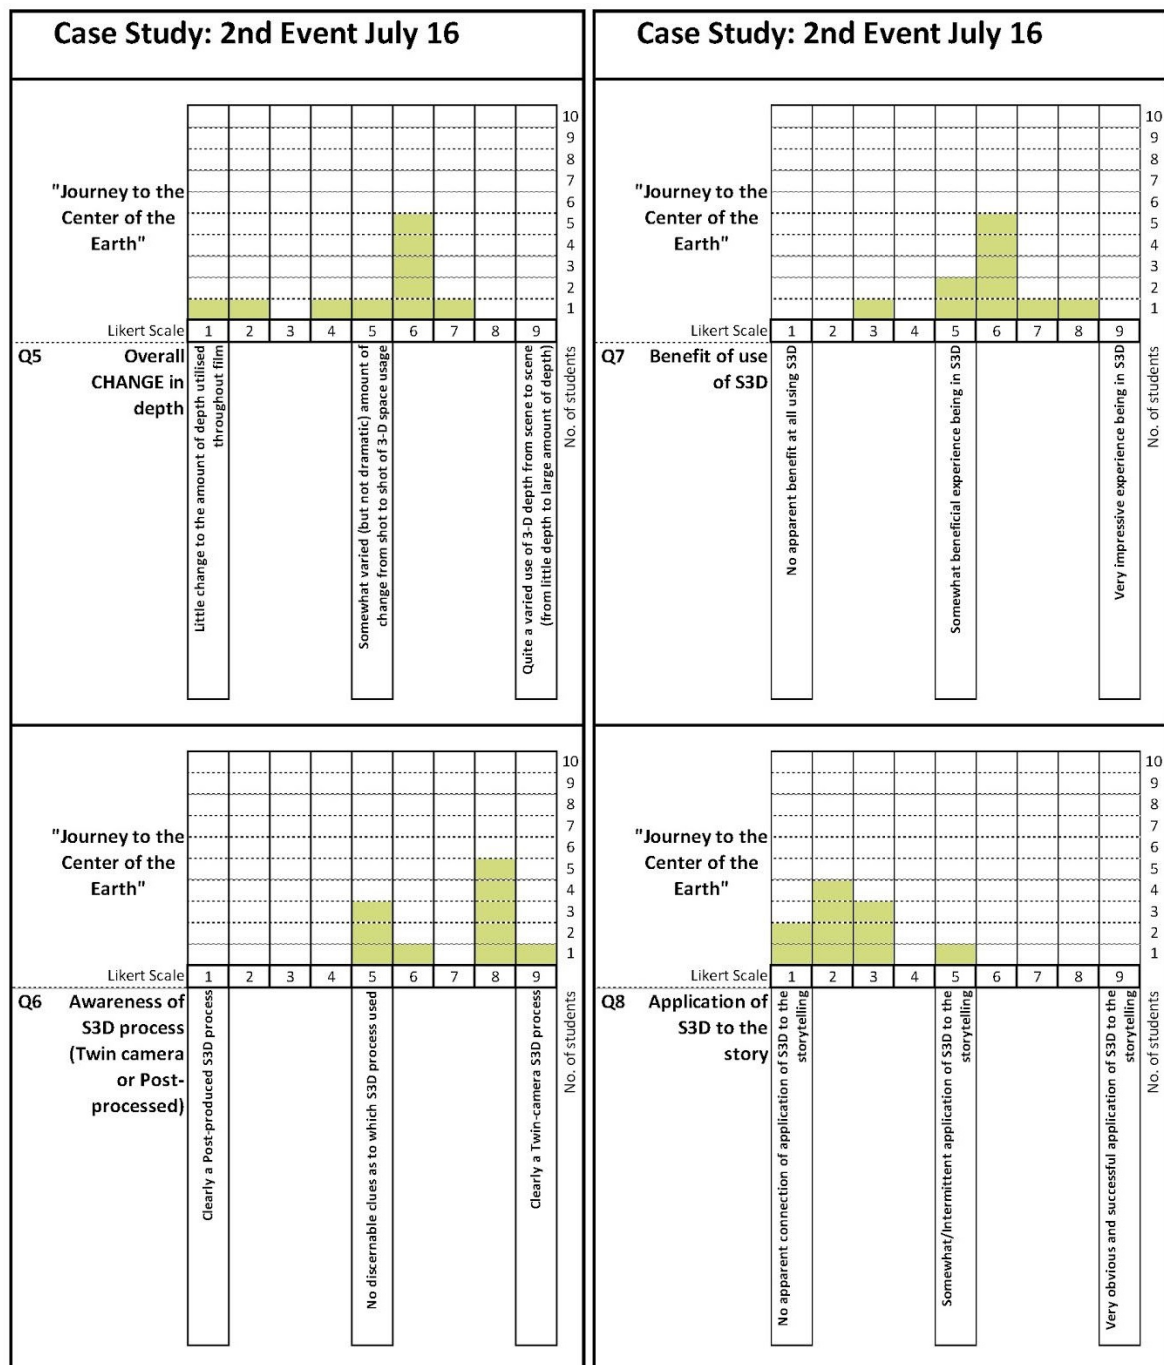 Case Study: 2nd Event July 16
10
9
8
7
6
5
4
3
2
1
"Journey to the
Center of the
Earth"
Likert Scale 1 2 3 4 5 6 7 8 9
No. of students
Q5 Overall
CHANGE in
depth
Little change to the amount of depth utilised
throughout film
Somewhat varied (but not dramatic) amount of
change from shot to shot of 3-D space usage
Quite a varied use of 3-D depth from scene to scene
(from little depth to large amount of depth)
10
9
8
7
6
5
4
3
2
1
"Journey to the
Center of the
Earth"
Likert Scale 1 2 3 4 5 6 7 8 9
No. of students
Q6 Awareness of
S3D process
(Twin camera
or Post-
processed)
Clearly a Post-produced S3D process
No discernable clues as to which S3D process used
Clearly a Twin-camera S3D process
Case Study: 2nd Event July 16
10
9
8
7
6
5
4
3
2
1
"Journey to the
Center of the
Earth"
Likert Scale 1 2 3 4 5 6 7 8 9
No. of students
Q7 Benefit of use
of S3D
No apparent benefit at all using S3D
Somewhat beneficial experience being in S3D
Very impressive experience being in S3D
10
9
8
7
6
5
4
3
2
1
"Journey to the
Center of the
Earth"
Likert Scale 1 2 3 4 5 6 7 8 9
No. of students
Q8 Application of
S3D to the
story
No apparent connection of application of S3D to the
storytelling
Somewhat/Intermittent application of S3D to the
storytelling
Very obvious and successful application of S3D to the
storytelling